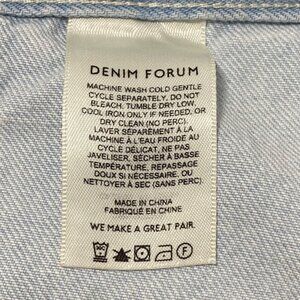 DENIM FORUM
MACHINE WASH COLD GENTLE
CYCLE SEPARATELY, DO NOT
BLEACH, TUMBLE DRY LOW,
COOL IRON ONLY IF NEEDED, OR
DRY CLEAN (NO PERC).
LAVER SÉPARÉMENT À LA
MACHINE À L'EAU FROIDE AU
CYCLE DÉLICAT, NE PAS
JAVELISER, SÉCHER À BASSE
TEMPÉRATURE, REPASSAGE
DOUX SI NÉCESSAIRE, OU
NETTOYER À SEC (SANS PERC).
MADE IN CHINA
FABRIQUÉ EN CHINE
WE MAKE A GREAT PAIR.
F